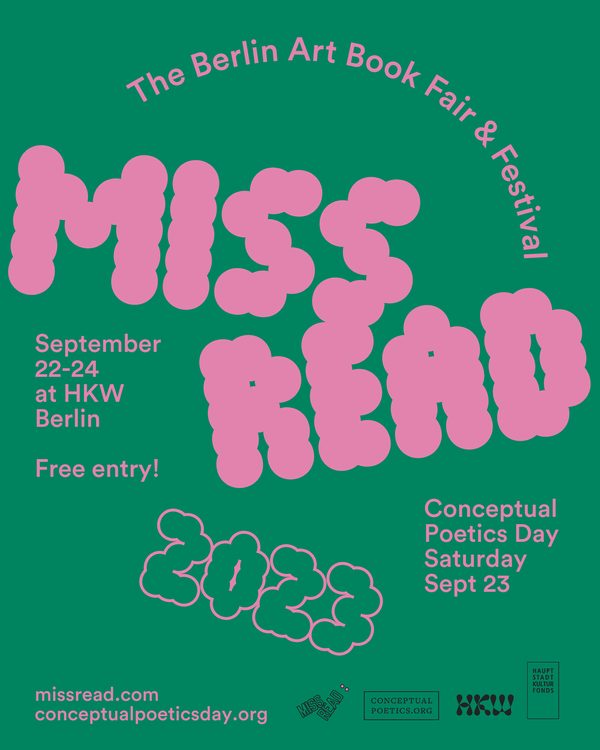 The Berlin Art Book Fair & Festival
MISS
READ
September
22-24
at HKW
Berlin
Free entry!
2023
Conceptual
Poetics Day
Saturday
Sept 23
missread.com
conceptualpoeticsday.org
MISS
READ
CONCEPTUAL
POETICS.ORG
HKW
HAUPT
STADT
KULTUR
FONDS